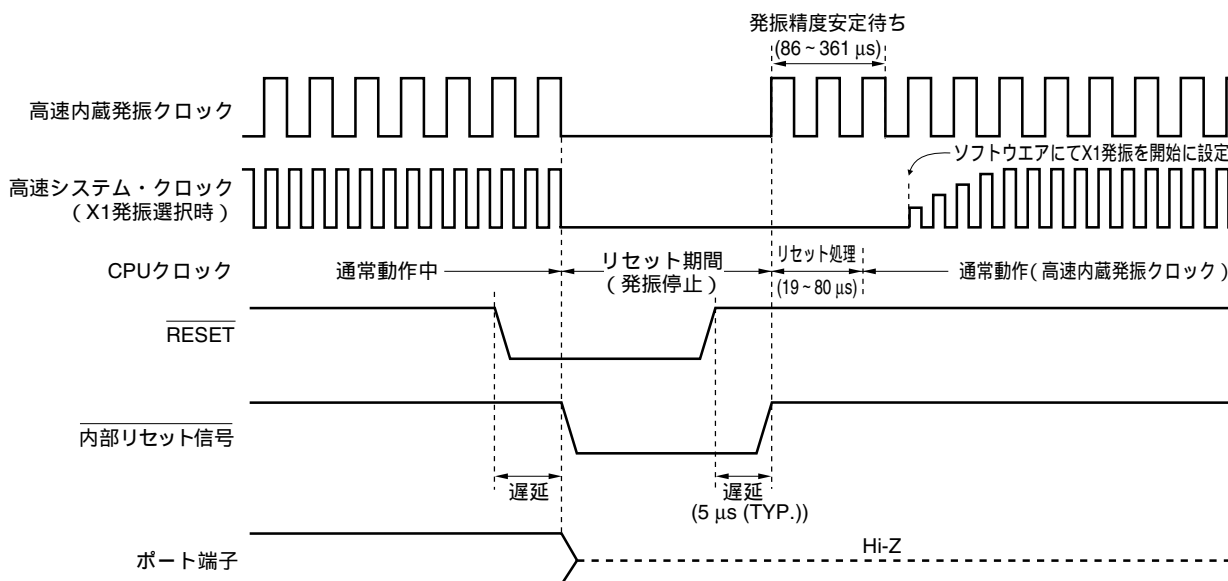 発振精度安定待ち
(86～361 μs)
高速内蔵発振クロック
ソフトウエアにてX1発振を開始に設定
高速システム・クロック
（X1発振選択時）
CPUクロック
通常動作中
リセット期間
（発振停止）
リセット処理
(19～80 μs)
通常動作（高速内蔵発振クロック）
RESET
内部リセット信号
遅延
遅延
(5 μs (TYP.))
ポート端子
Hi-Z